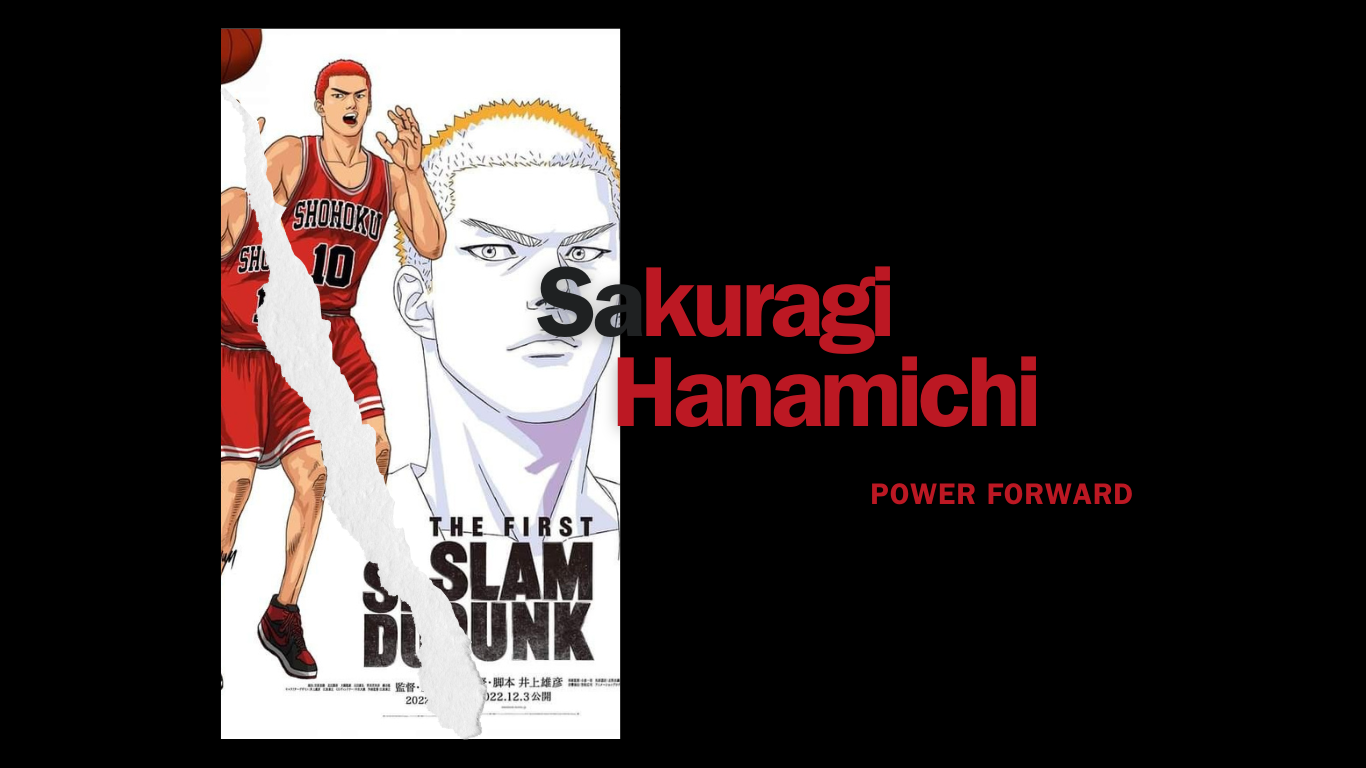 SHOHOKU
10
SHO
Sakuragi
Hanamichi
POWER FORWARD
THE FIRST
SLAM
DUNK
監督・脚本 井上雄彦
2022.12.3公開